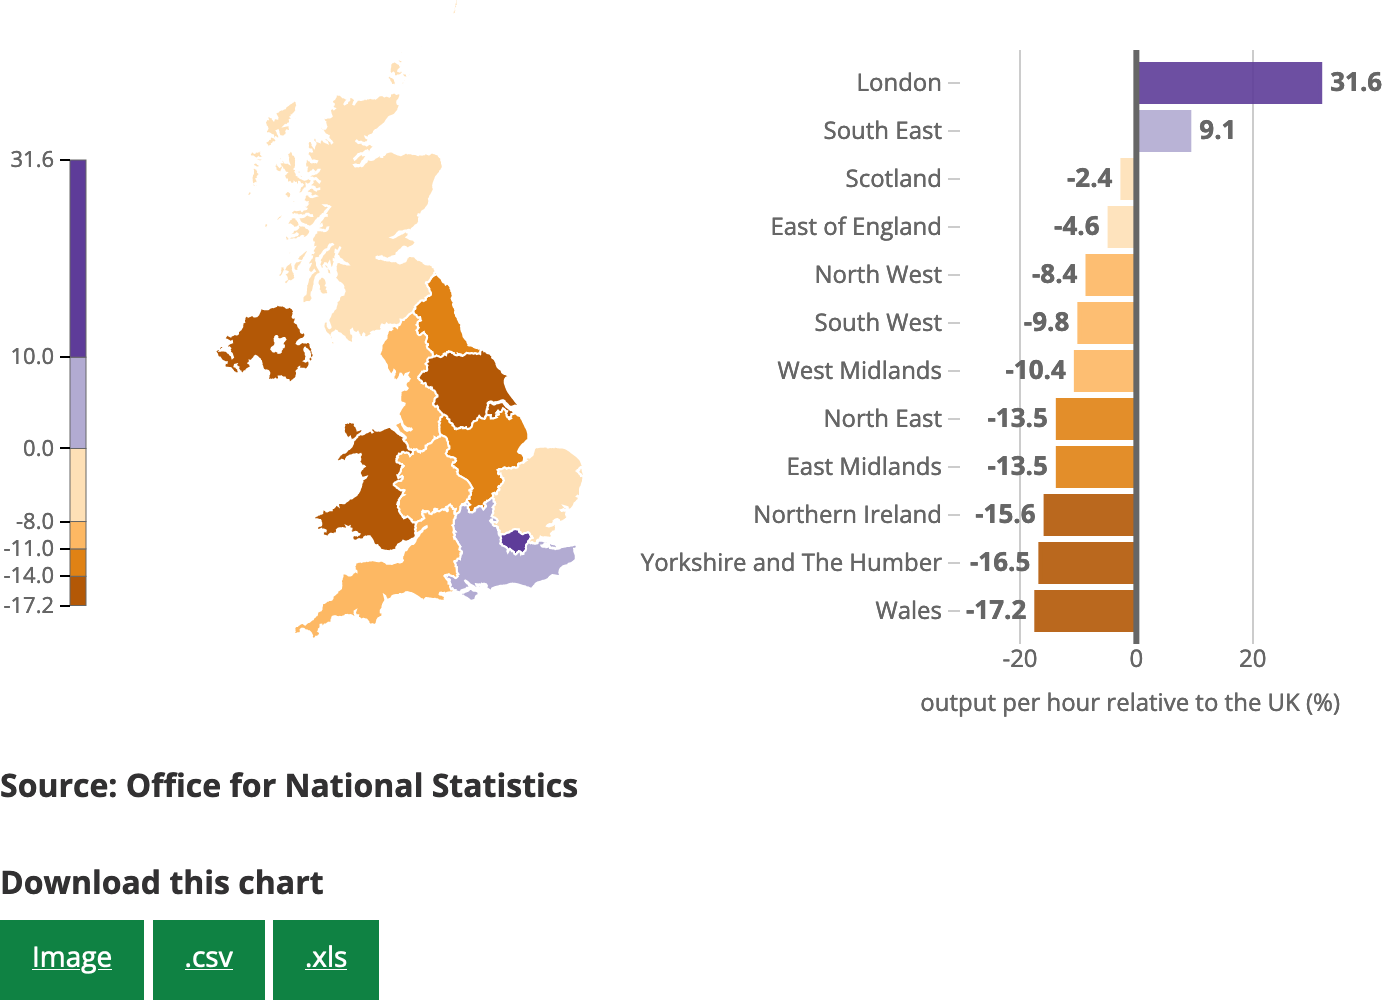 31.6
10.0
0.0
-8.0
-11.0
-14.0
-17.2
London 31.6
South East 9.1
Scotland -2.4
East of England -4.6
North West -8.4
South West -9.8
West Midlands -10.4
North East -13.5
East Midlands -13.5
Northern Ireland -15.6
Yorkshire and The Humber -16.5
Wales -17.2
-20 0 20
output per hour relative to the UK (%)
Source: Office for National Statistics
Download this chart
Image .csv .xls